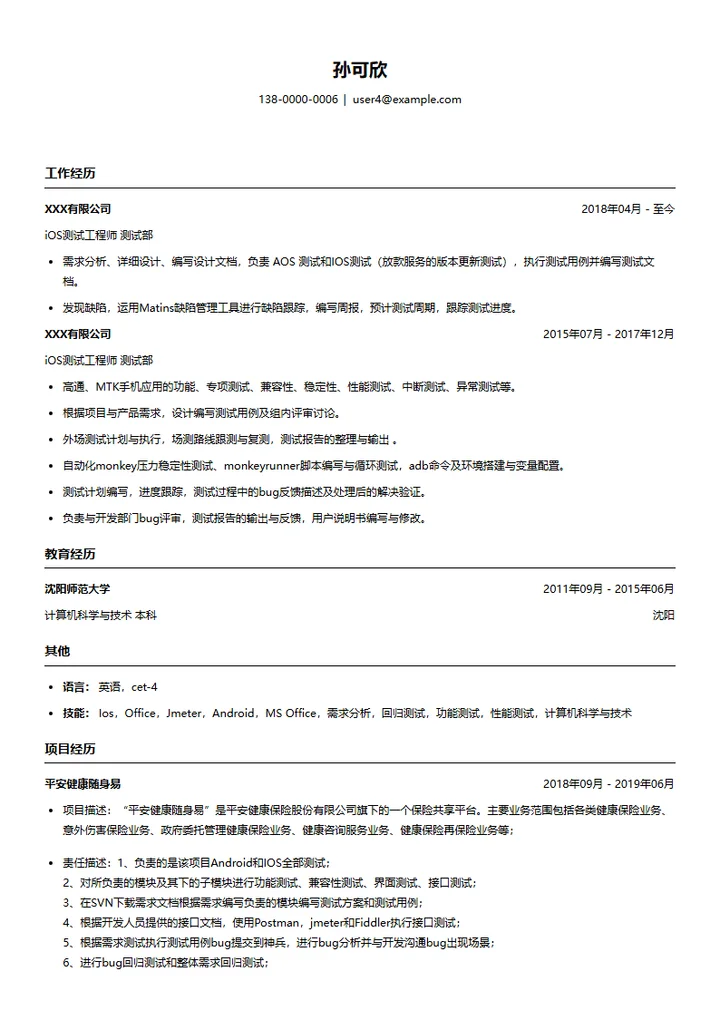 孙可欣
138-0000-0006 | user4@example.com
工作经历
XXX有限公司 2018年04月 - 至今
iOS测试工程师 测试部
• 需求分析、详细设计、编写设计文档，负责 AOS 测试和IOS测试（放款服务的版本更新测试），执行测试用例并编写测试文
档。
• 发现缺陷，运用Matins缺陷管理工具进行缺陷跟踪，编写周报，预计测试周期，跟踪测试进度。
XXX有限公司 2015年07月 - 2017年12月
iOS测试工程师 测试部
• 高通、MTK手机应用的功能、专项测试、兼容性、稳定性、性能测试、中断测试、异常测试等。
• 根据项目与产品需求，设计编写测试用例及组内评审讨论。
• 外场测试计划与执行，场测路线跟测与复测，测试报告的整理与输出 。
• 自动化monkey压力稳定性测试、monkeyrunner脚本编写与循环测试，adb命令及环境搭建与变量配置。
• 测试计划编写，进度跟踪，测试过程中的bug反馈描述及处理后的解决验证。
• 负责与开发部门bug评审，测试报告的输出与反馈，用户说明书编写与修改。
教育经历
沈阳师范大学 2011年09月 - 2015年06月
计算机科学与技术 本科 沈阳
其他
• 语言： 英语，cet-4
• 技能： Ios，Office，Jmeter，Android，MS Office，需求分析，回归测试，功能测试，性能测试，计算机科学与技术
项目经历
平安健康随身易 2018年09月 - 2019年06月
• 项目描述： “平安健康随身易”是平安健康保险股份有限公司旗下的一个保险共享平台。主要业务范围包括各类健康保险业务、
意外伤害保险业务、政府委托管理健康保险业务、健康咨询服务业务、健康保险再保险业务等；
• 责任描述：1、负责的是该项目Android和IOS全部测试；
2、对所负责的模块及其下的子模块进行功能测试、兼容性测试、界面测试、接口测试；
3、在SVN下载需求文档根据需求编写负责的模块编写测试方案和测试用例；
4、根据开发人员提供的接口文档，使用Postman，jmeter和Fiddler执行接口测试；
5、根据需求测试执行测试用例bug提交到神兵，进行bug分析并与开发沟通bug出现场景；
6、进行bug回归测试和整体需求回归测试；